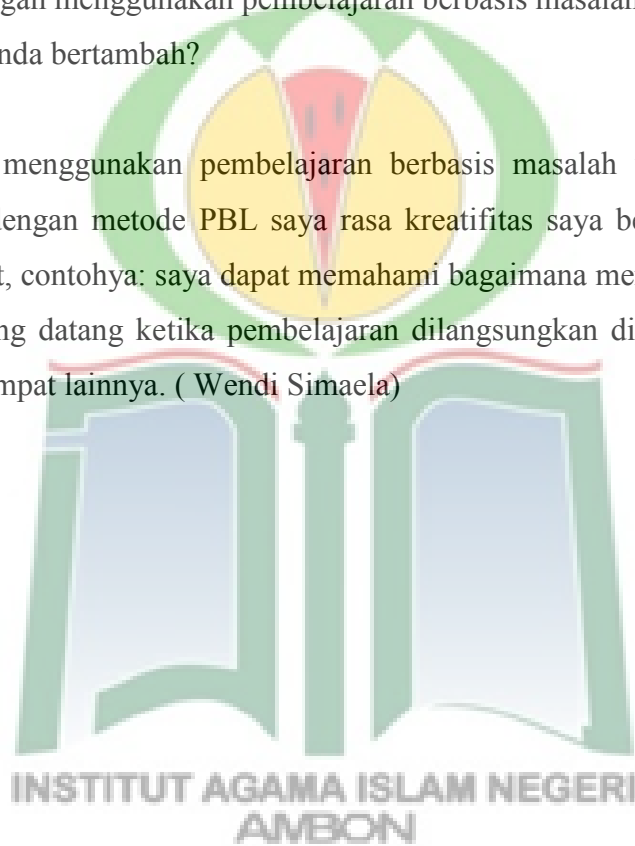 gan menggunakan pembelajaran berbasis masalah
nda bertambah?
menggunakan pembelajaran berbasis masalah
dengan metode PBL saya rasa kreatifitas saya be
t, contohya: saya dapat memahami bagaimana me
ng datang ketika pembelajaran dilangsungkan di
mpat lainnya. ( Wendi Simaela)
INSTITUT AGAMA ISLAM NEGERI
AMBON